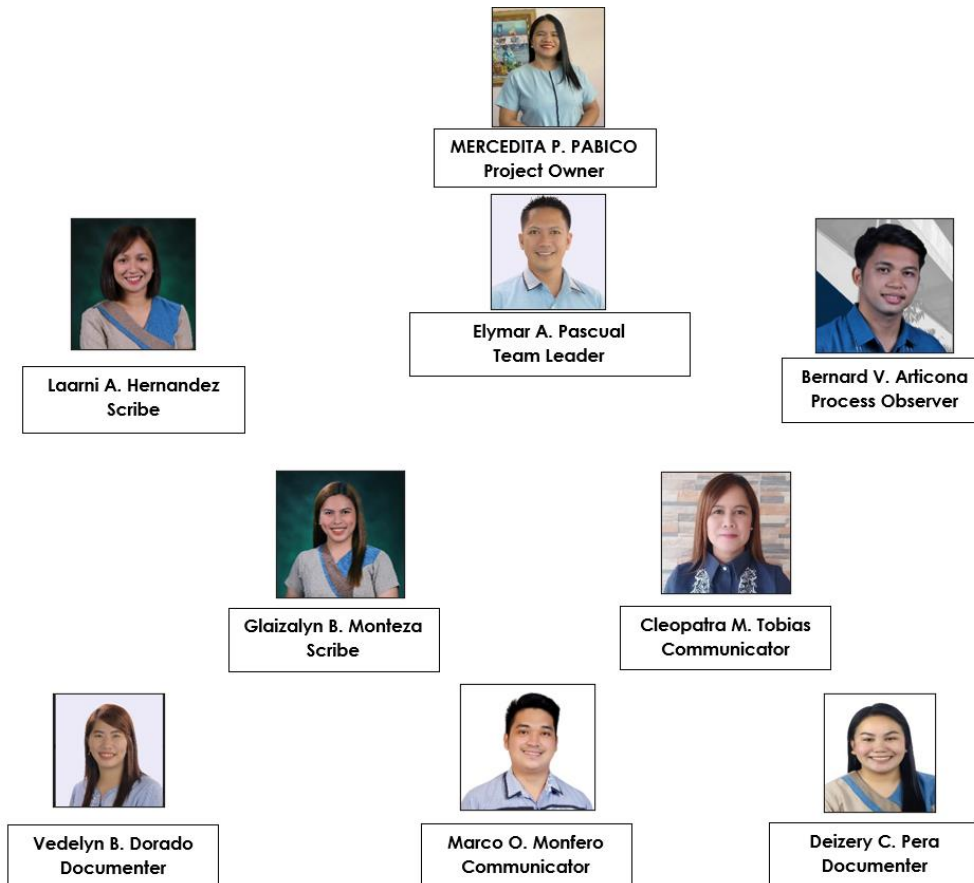 MERCEDITA P. PABICO
Project Owner
Elymar A. Pascual
Team Leader
Laarni A. Hernandez
Scribe
Bernard V. Articona
Process Observer
Glaizalyn B. Monteza
Scribe
Cleopatra M. Tobias
Communicator
Vedelyn B. Dorado
Documenter
Marco O. Monfero
Communicator
Deizery C. Pera
Documenter